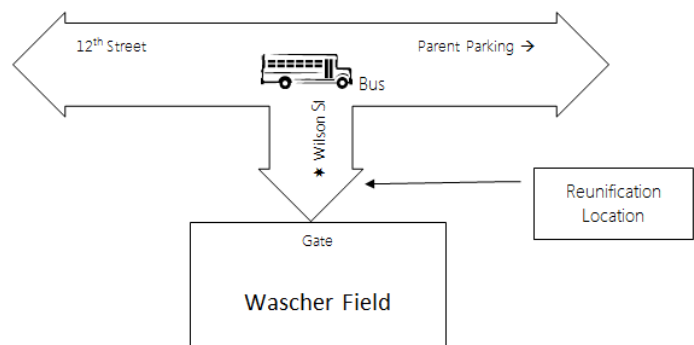 12th Street
Parent Parking →
Bus
★ Wilson St
Reunification
Location
Gate
Wascher Field